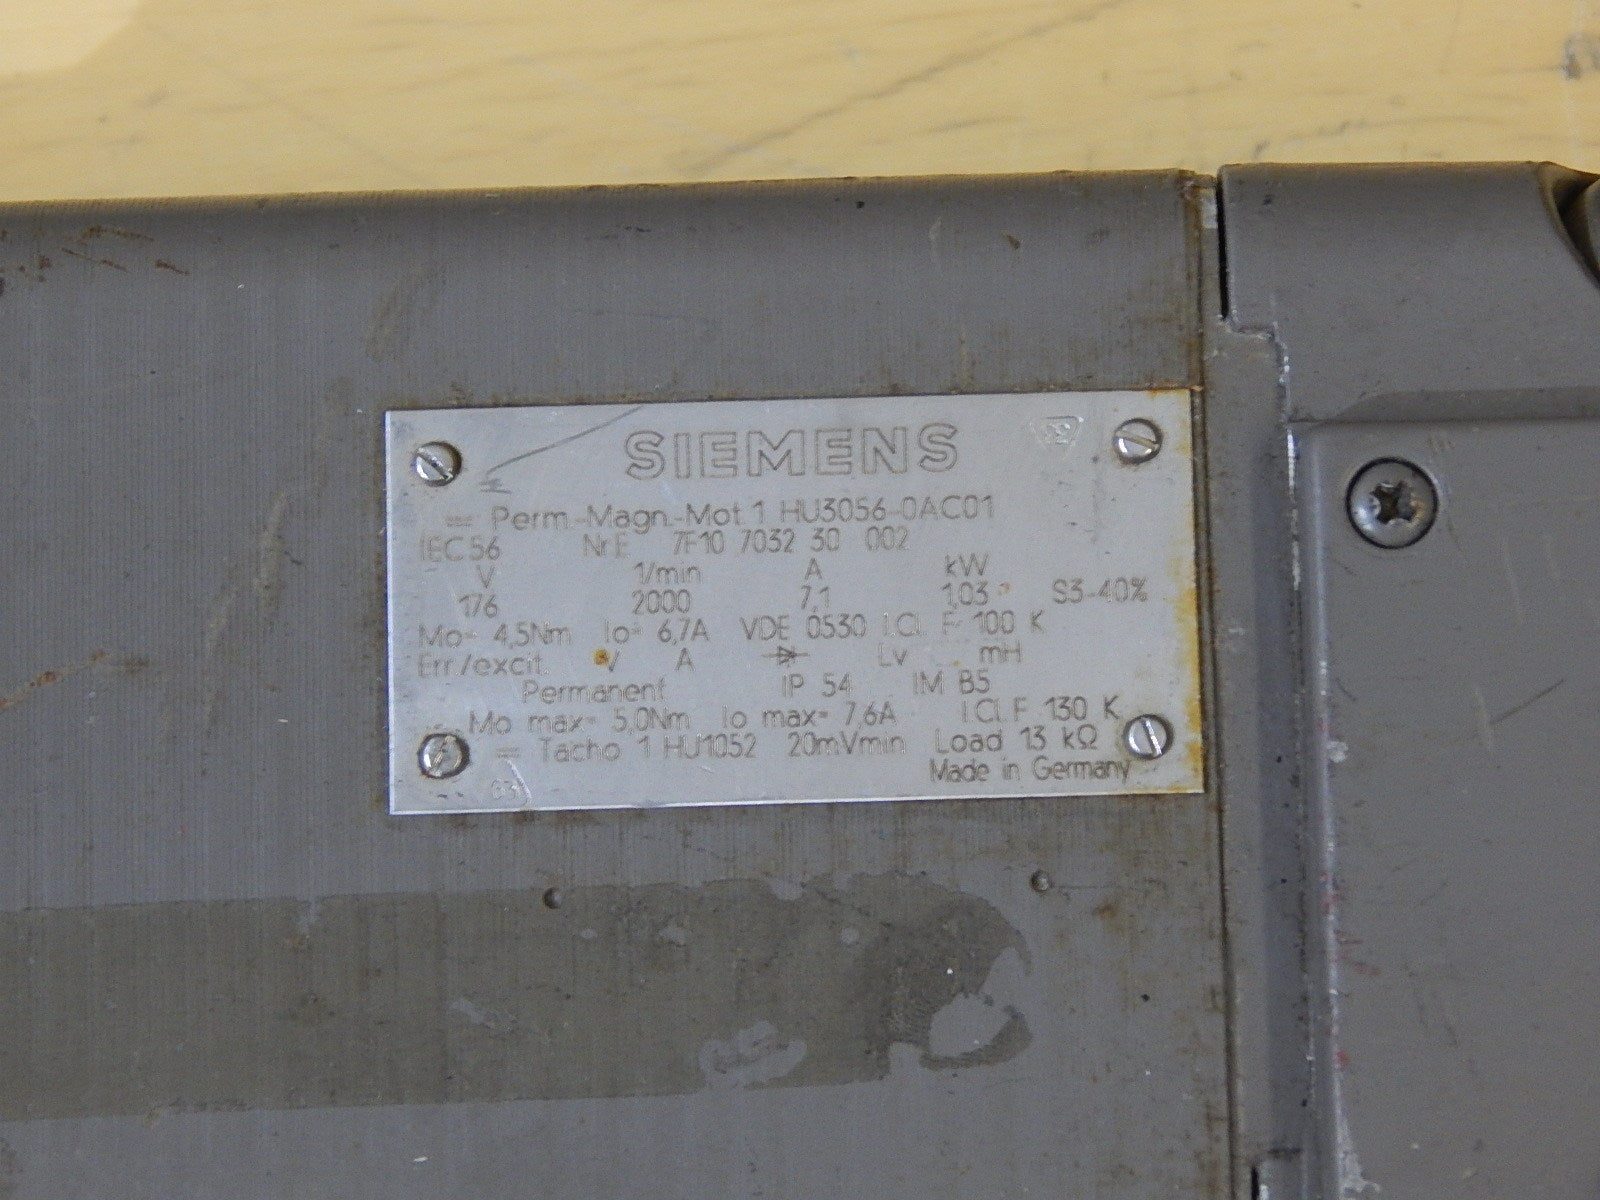 SIEMENS
= Perm.-Magn.-Mot. 1 HU3056-0AC01
IEC 56 Nr.E 7F10 7032 30 002
V 1/min A kW
176 2000 7,1 1,03 S3-40%
Mo= 4,5Nm Io= 6,7A VDE 0530 I.Cl. F 100 K
Err./excit. V A Lv mH
Permanent IP 54 IM B5
Mo max= 5,0Nm Io max= 7,6A I.Cl. F 130 K
= Tacho 1 HU1052 20mVmin Load 13 kΩ
Made in Germany